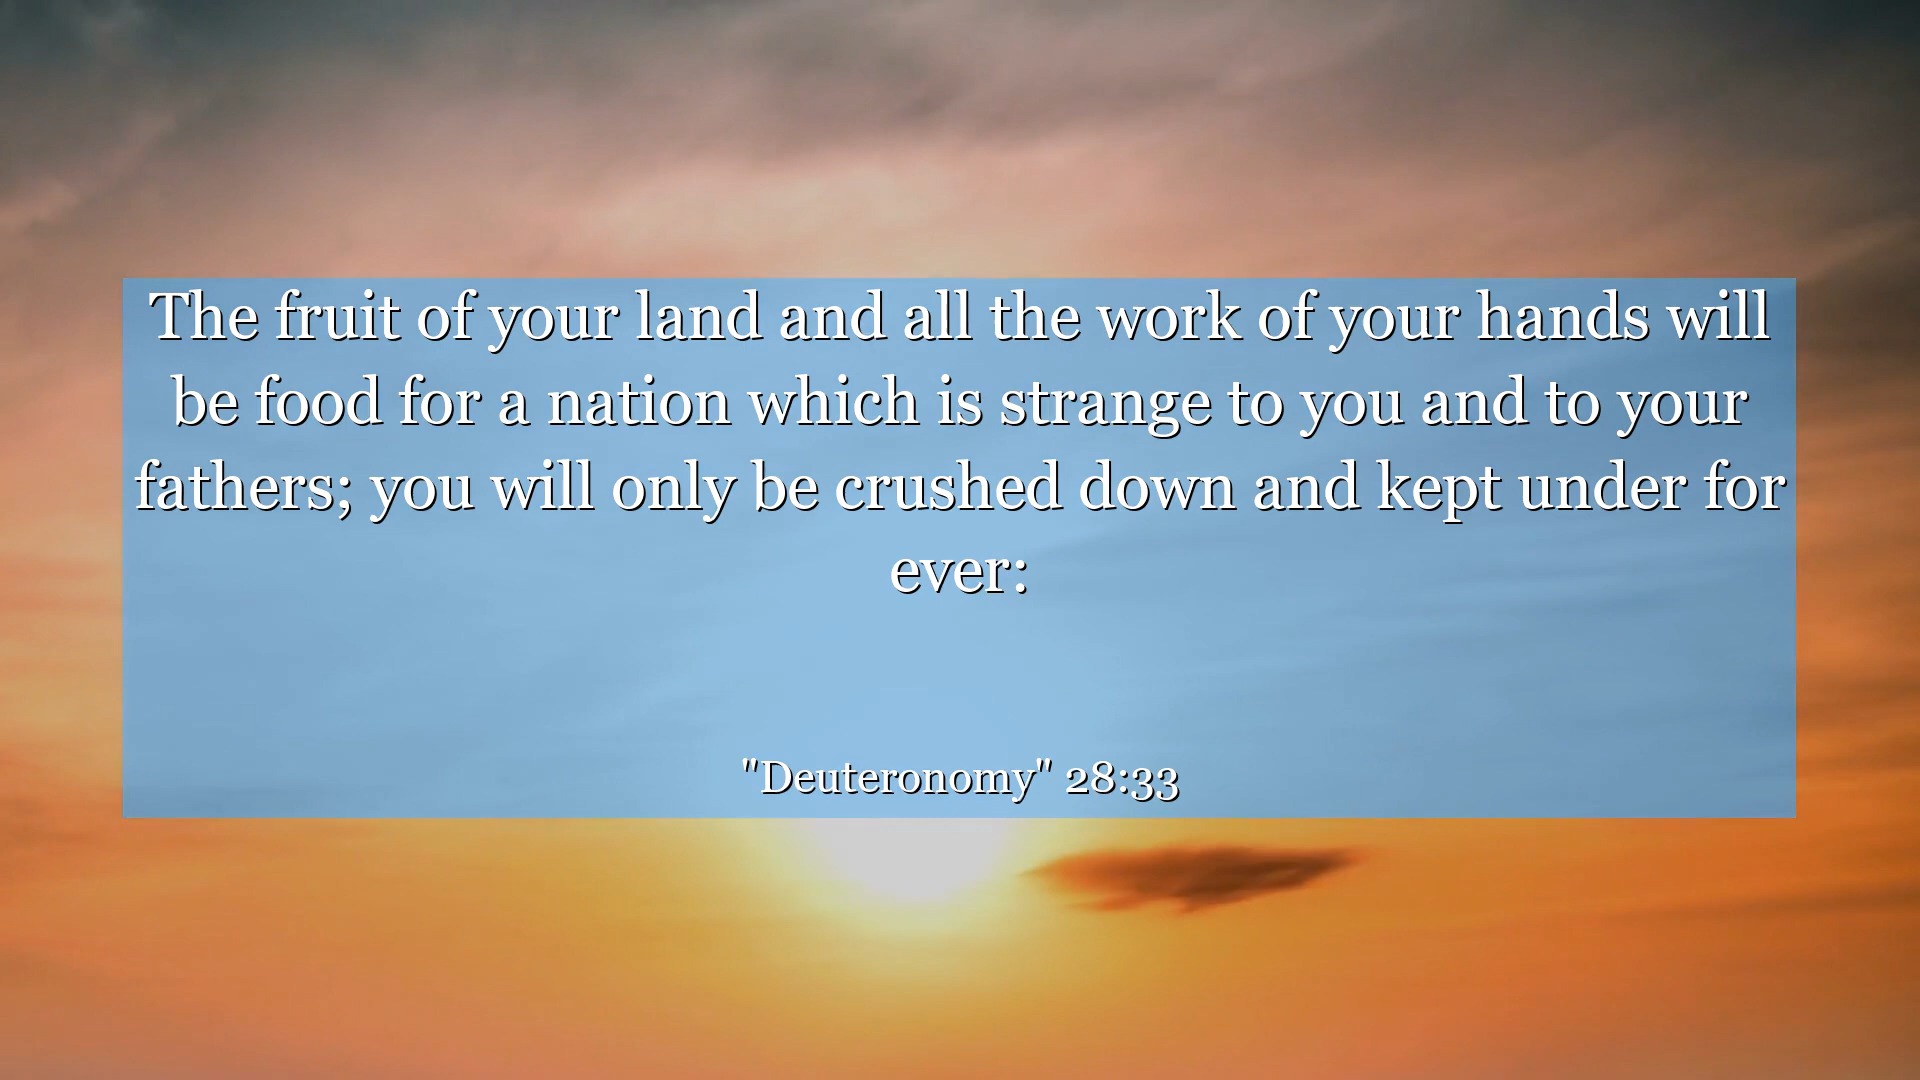 The fruit of your land and all the work of your hands will
be food for a nation which is strange to you and to your
fathers; you will only be crushed down and kept under for
ever:
"Deuteronomy" 28:33